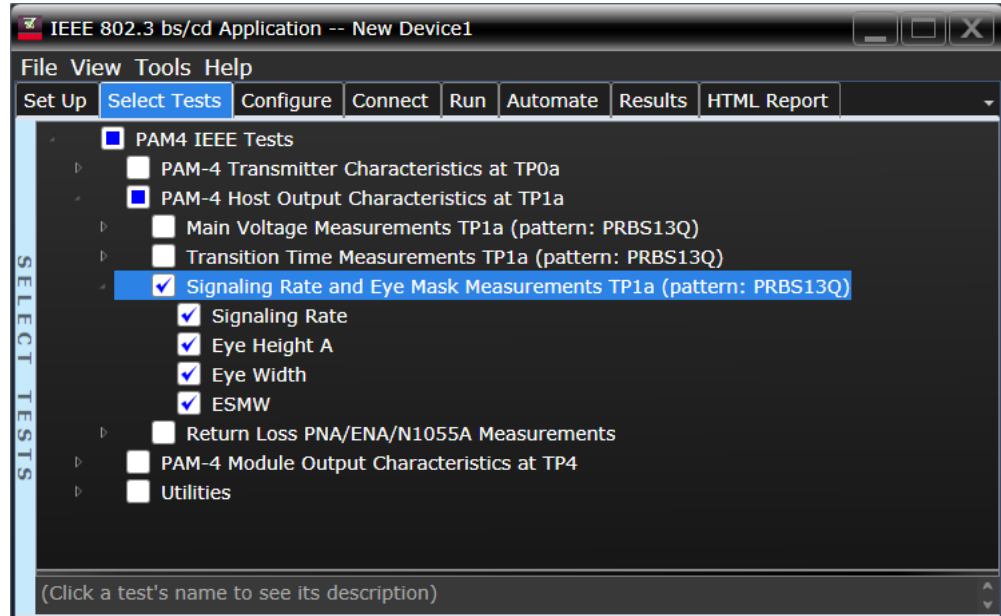 IEEE 802.3 bs/cd Application -- New Device1
File View Tools Help
Set Up Select Tests Configure Connect Run Automate Results HTML Report
SELECT TESTS
PAM4 IEEE Tests
PAM-4 Transmitter Characteristics at TP0a
PAM-4 Host Output Characteristics at TP1a
Main Voltage Measurements TP1a (pattern: PRBS13Q)
Transition Time Measurements TP1a (pattern: PRBS13Q)
Signaling Rate and Eye Mask Measurements TP1a (pattern: PRBS13Q)
Signaling Rate
Eye Height A
Eye Width
ESMW
Return Loss PNA/ENA/N1055A Measurements
PAM-4 Module Output Characteristics at TP4
Utilities
(Click a test's name to see its description)